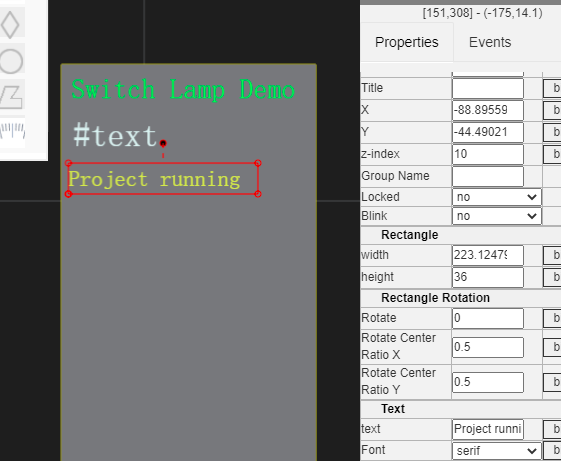 [151,308] - (-175,14.1)
Properties Events
Title b
X -88.89559 b
Y -44.49021 b
z-index 10 b
Group Name
Locked no
Blink no
Rectangle
width 223.1247 b
height 36 b
Rectangle Rotation
Rotate 0 b
Rotate Center Ratio X 0.5 b
Rotate Center Ratio Y 0.5 b
Text
text Project runni b
Font serif b
Switch Lamp Demo
#text
Project running